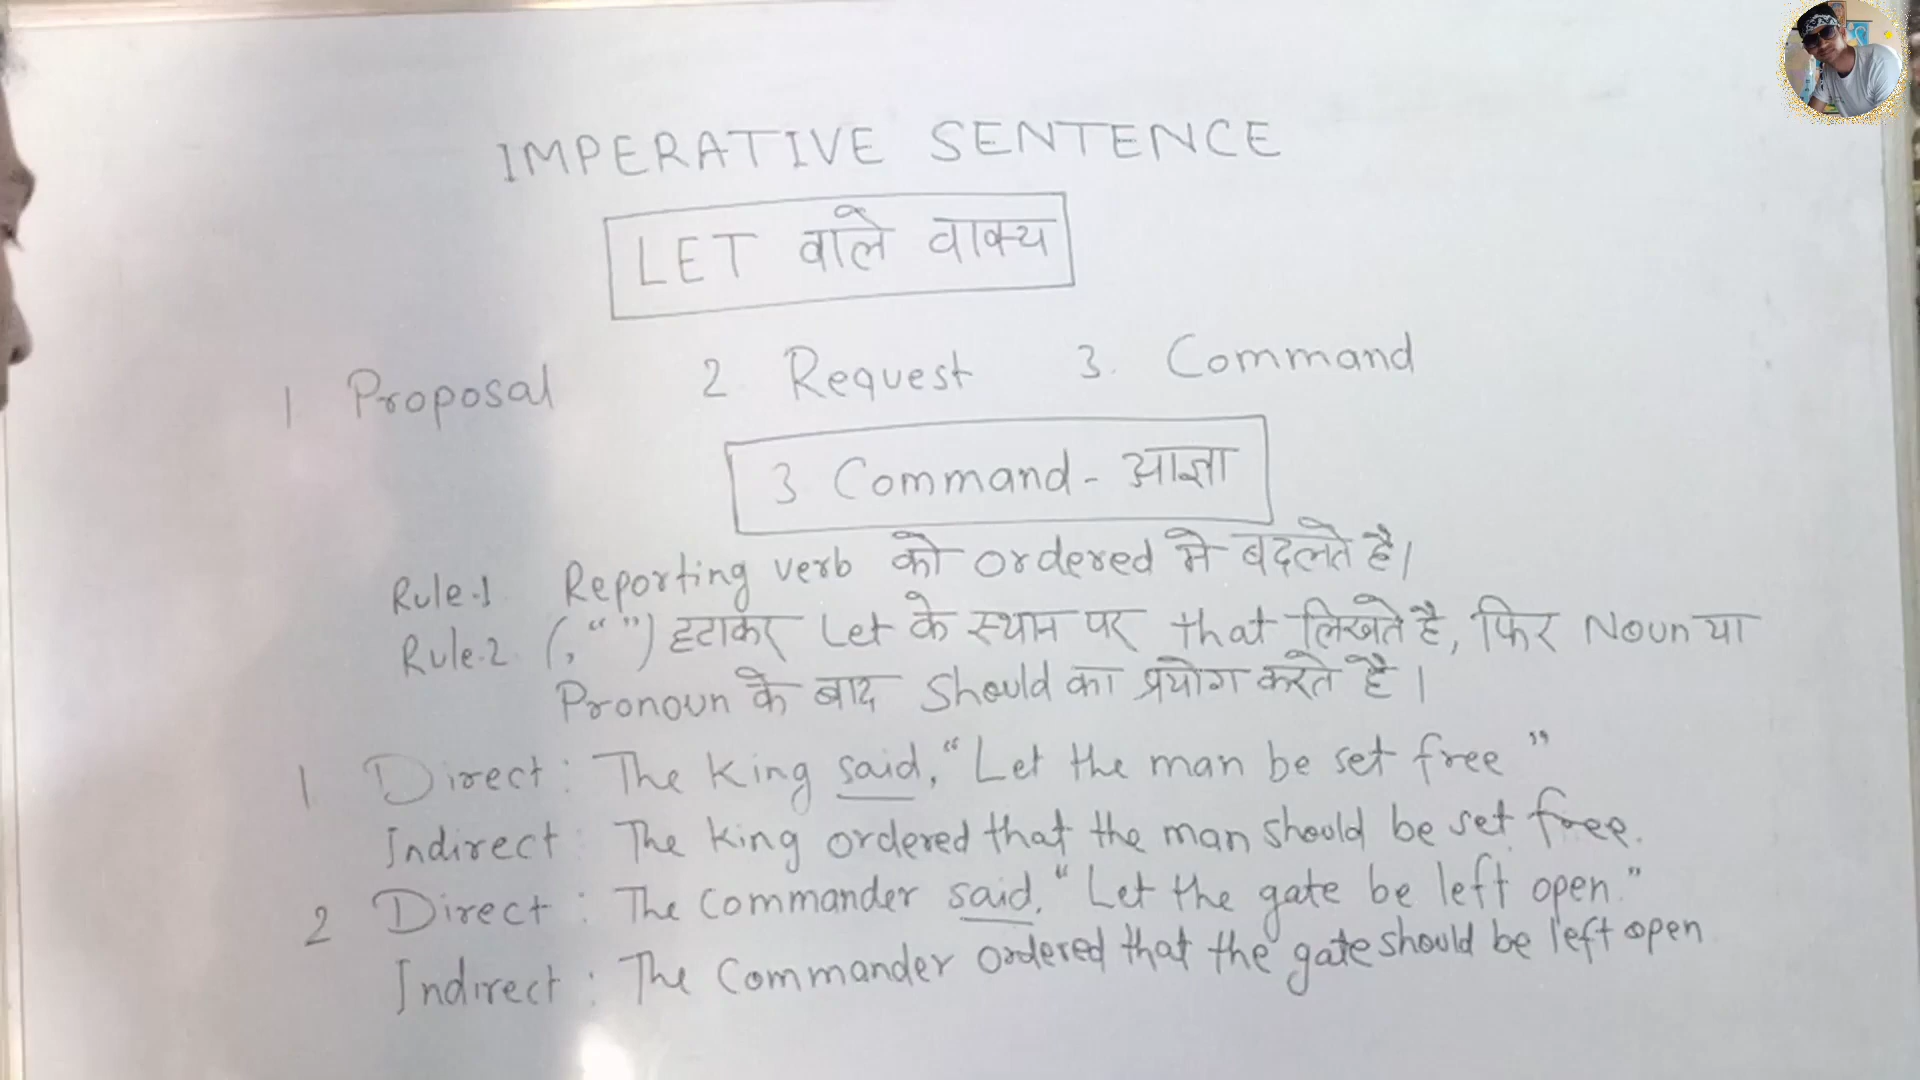 IMPERATIVE SENTENCE
LET वाले वाक्य
1 Proposal 2 Request 3. Command
3 Command - आज्ञा
Rule.1 Reporting verb को ordered मे बदलते है।
Rule.2 (, “ ”) हटाकर Let के स्थान पर that लिखते है, फिर Noun या
Pronoun के बाद Should का प्रयोग करते है।
1 Direct : The King said, “Let the man be set free ”
Indirect : The King ordered that the man should be set free.
2 Direct : The Commander said, “Let the gate be left open.”
Indirect : The Commander ordered that the gate should be left open